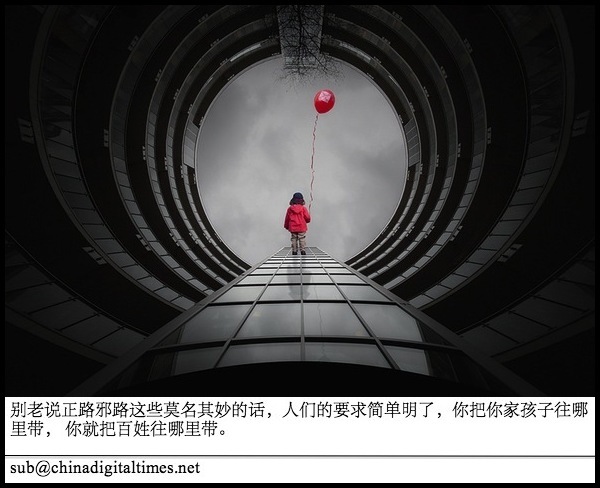 别老说正路邪路这些莫名其妙的话，人们的要求简单明了，你把你家孩子往哪
里带， 你就把百姓往哪里带。
sub@chinadigitaltimes.net